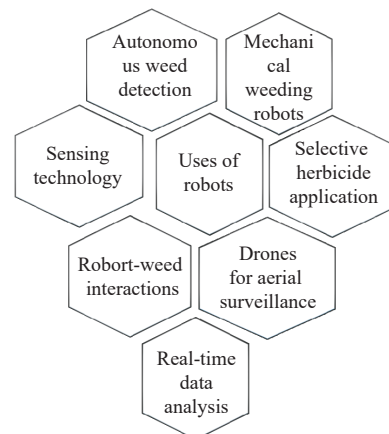 Autonomo
us weed
detection
Mechani
cal
weeding
robots
Sensing
technology
Uses of
robots
Selective
herbicide
application
Robort-weed
interactions
Drones
for aerial
surveillance
Real-time
data
analysis